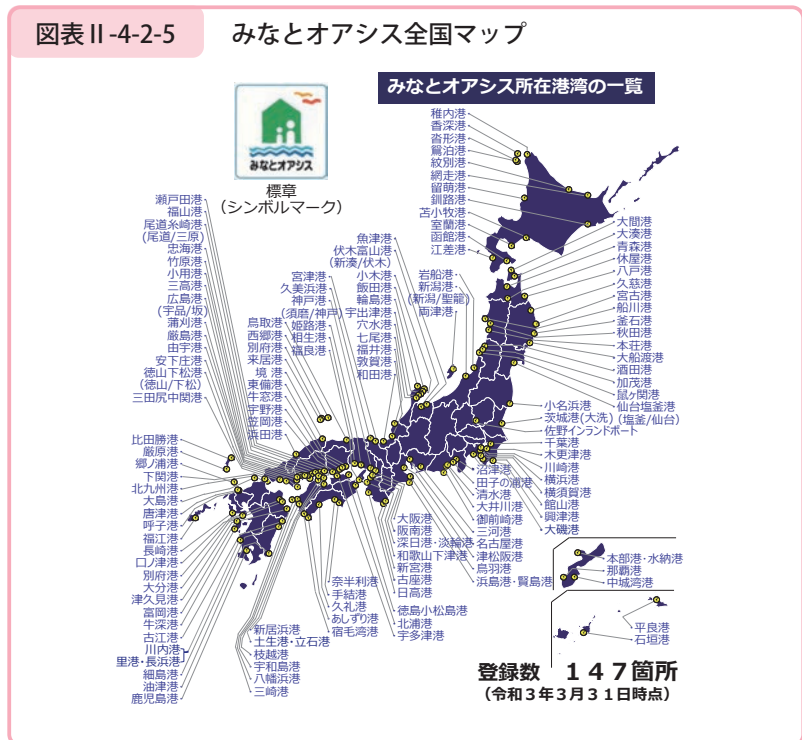 図表Ⅱ-4-2-5 みなとオアシス全国マップ
みなとオアシス所在港湾の一覧
みなとオアシス
標章
(シンボルマーク)
稚内港
香深港
沓形港
鴛泊港
紋別港
網走港
留萌港
釧路港
苫小牧港
室蘭港
函館港
江差港
大間港
大湊港
青森港
休屋港
八戸港
久慈港
宮古港
船川港
釜石港
秋田港
本荘港
大船渡港
酒田港
加茂港
鼠ヶ関港
仙台塩釜港
(塩釜/仙台)
瀬戸田港
福山港
尾道糸崎港
(尾道/三原)
忠海港
竹原港
小用港
三高港
広島港
(宇品/坂)
蒲刈港
厳島港
由宇港
安下庄港
徳山下松港
(徳山/下松)
三田尻中関港
鳥取港
西郷港
別府港
来居港
境港
東備港
牛窓港
宇野港
笠岡港
浜田港
宮津港
久美浜港
神戸港
(須磨/神戸)
姫路港
相生港
福良港
魚津港
伏木富山港
(新湊/伏木)
小木港
飯田港
輪島港
宇出津港
穴水港
七尾港
福井港
敦賀港
和田港
岩船港
新潟港
(新潟/聖籠)
両津港
小名浜港
茨城港(大洗)
佐野インランドポート
千葉港
木更津港
川崎港
横浜港
横須賀港
館山港
興津港
大磯港
沼津港
田子の浦港
清水港
大井川港
御前崎港
三河港
名古屋港
津松阪港
鳥羽港
浜島港・賢島港
大阪港
阪南港
深日港・淡輪港
和歌山下津港
新宮港
古座港
日高港
徳島小松島港
北浦港
宇多津港
奈半利港
手結港
久礼港
あしずり港
宿毛湾港
新居浜港
土生港・立石港
枝越港
宇和島港
八幡浜港
三崎港
比田勝港
厳原港
郷ノ浦港
下関港
北九州港
大島港
唐津港
呼子港
福江港
長崎港
口ノ津港
別府港
大分港
津久見港
富岡港
牛深港
古江港
川内港
里港・長浜港
細島港
油津港
鹿児島港
本部港・水納港
那覇港
中城湾港
平良港
石垣港
登録数 147箇所
(令和3年3月31日時点)